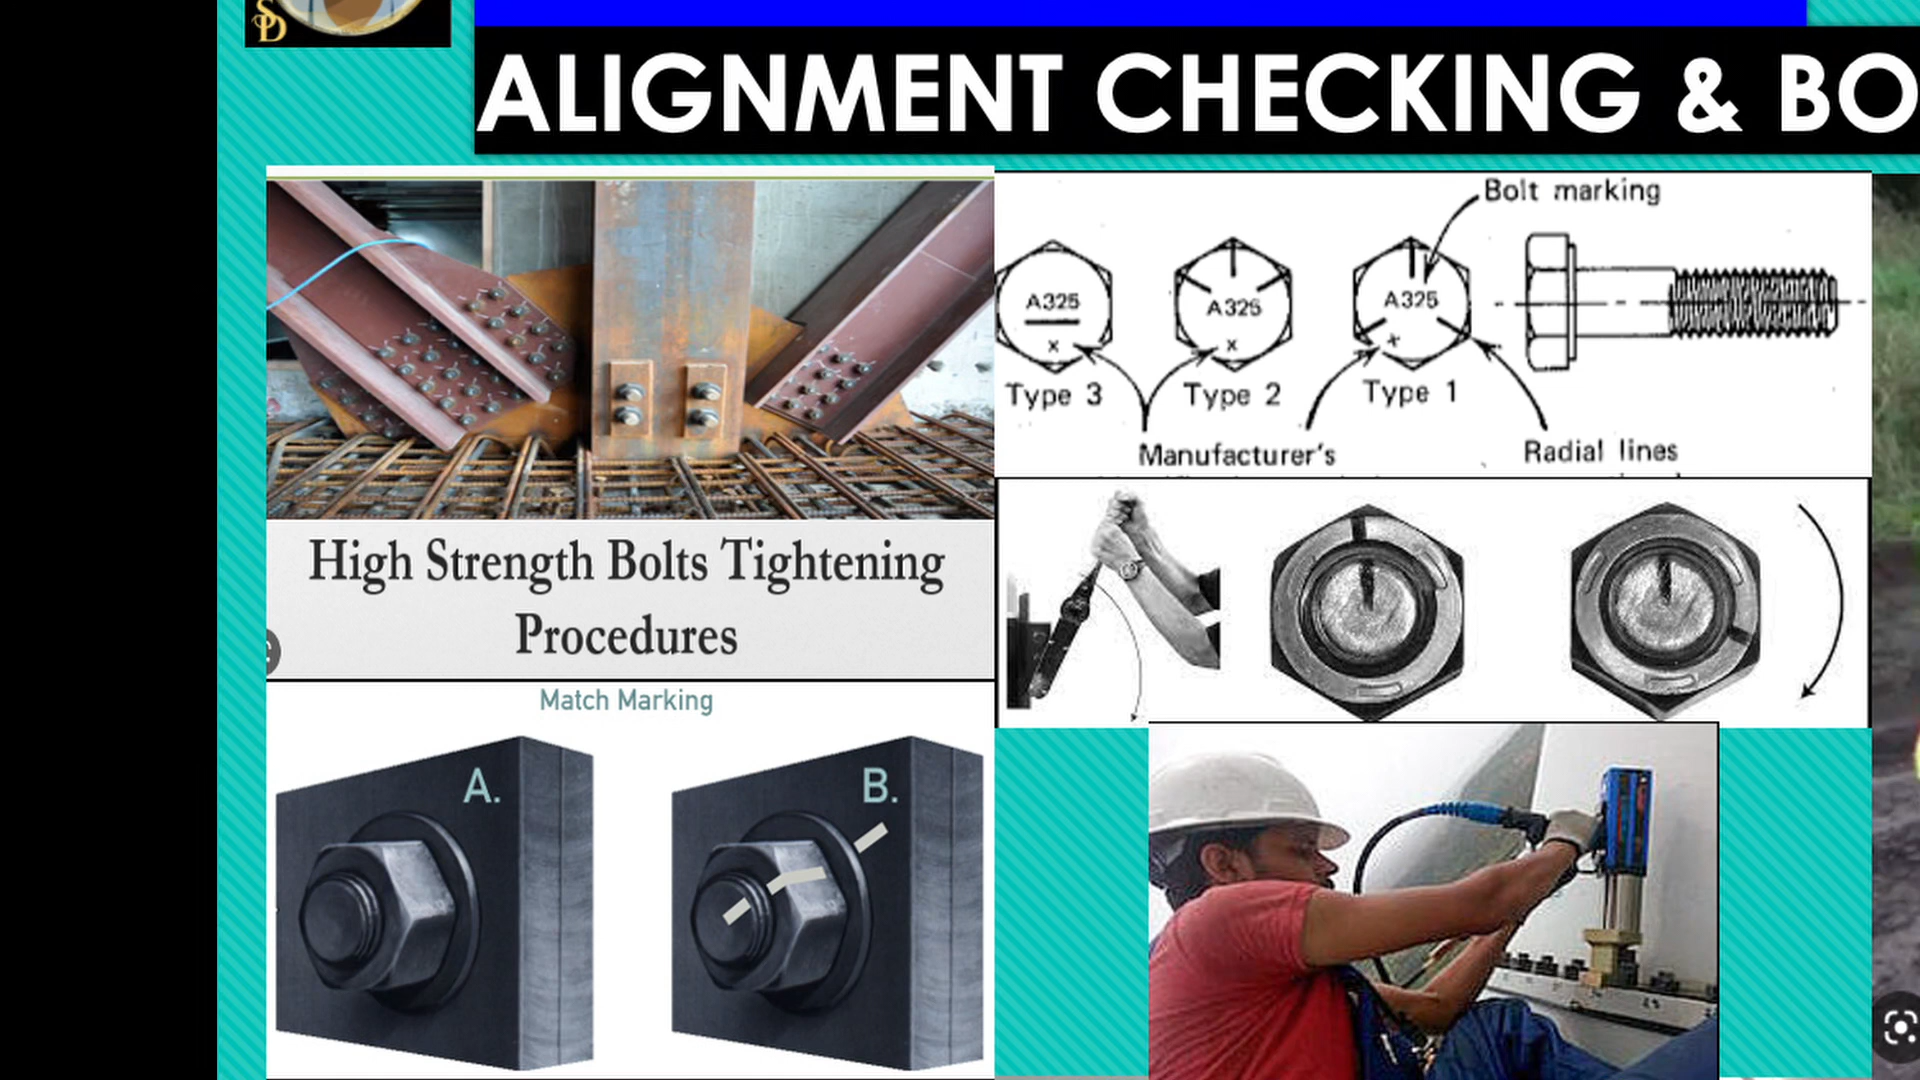 SD
ALIGNMENT CHECKING & BO
Bolt marking
A325
A325
A325
x
x
x
Type 3
Type 2
Type 1
Manufacturer's
Radial lines
High Strength Bolts Tightening
Procedures
Match Marking
A.
B.